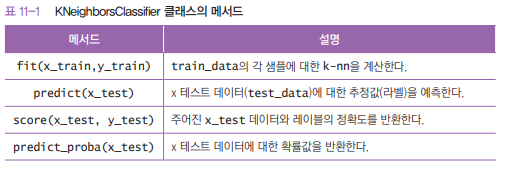 표 11-1 KNeighborsClassifier 클래스의 메서드
메서드 설명
fit(x_train,y_train) train_data의 각 샘플에 대한 k-nn을 계산한다.
predict(x_test) x 테스트 데이터(test_data)에 대한 추정값(라벨)을 예측한다.
score(x_test, y_test) 주어진 x_test 데이터와 레이블의 정확도를 반환한다.
predict_proba(x_test) x 테스트 데이터에 대한 확률값을 반환한다.